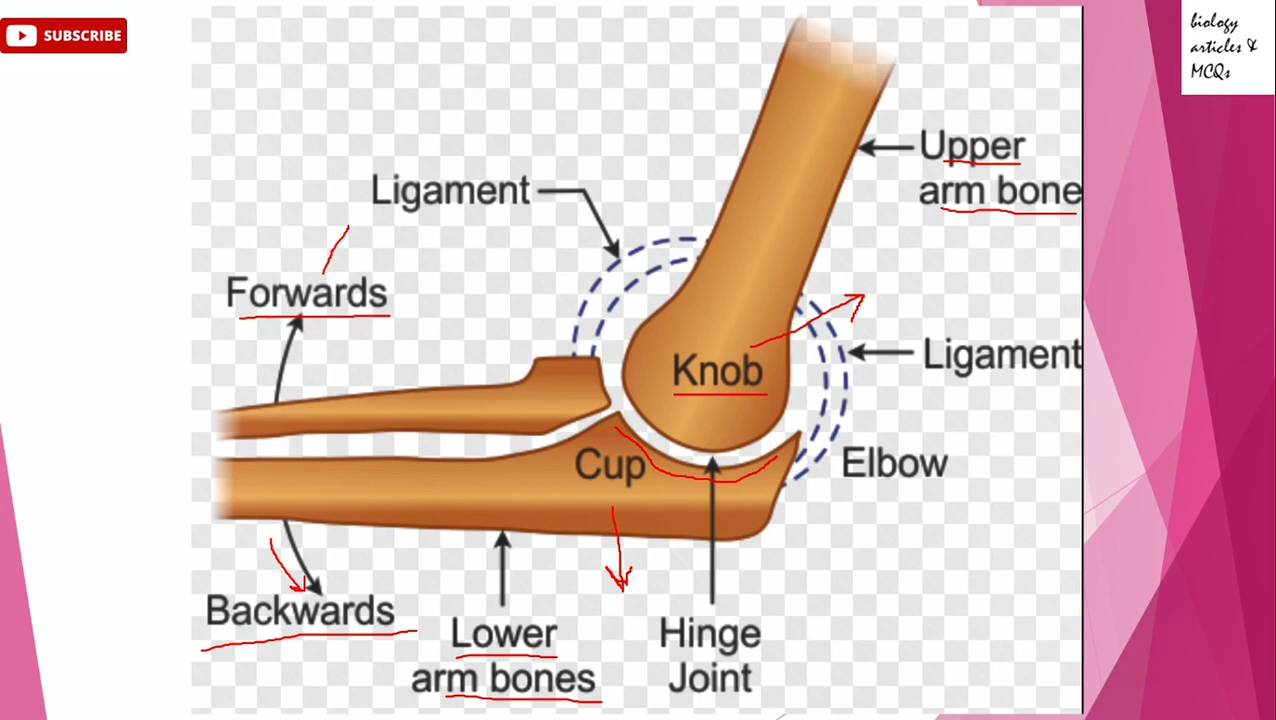 SUBSCRIBE
biology
articles &
MCQs
Upper
arm bone
Ligament
Forwards
Knob
Ligament
Cup
Elbow
Backwards
Lower
arm bones
Hinge
Joint